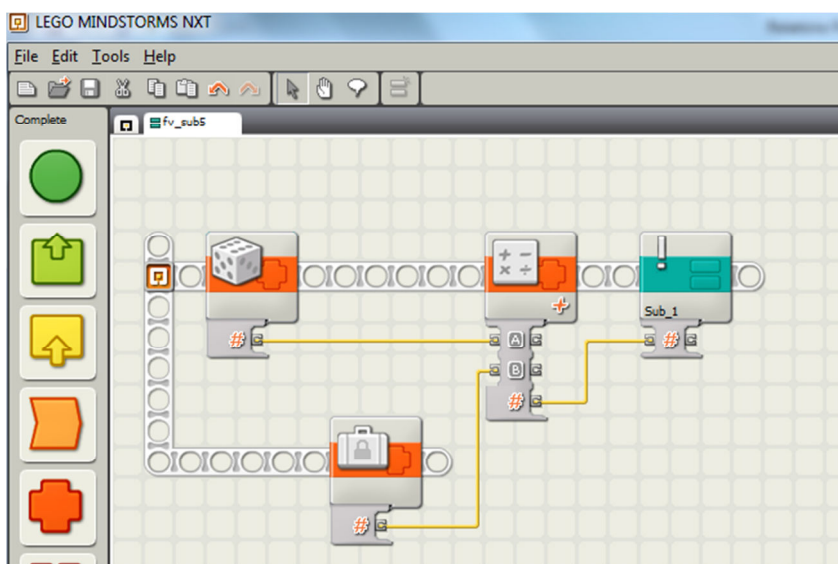 LEGO MINDSTORMS NXT
File Edit Tools Help
Complete
fv_sub5
+ −
× ÷
+
Sub_1
#
A
#
B
#
#